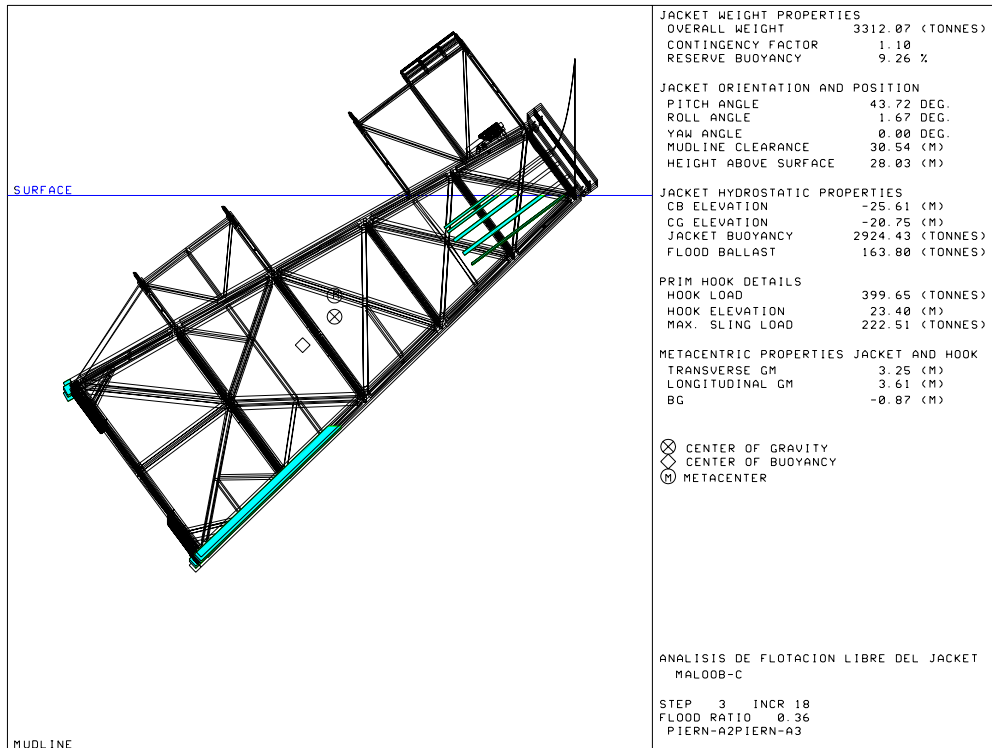 SURFACE
MUDLINE
JACKET WEIGHT PROPERTIES
OVERALL WEIGHT 3312.07 (TONNES)
CONTINGENCY FACTOR 1.10
RESERVE BUOYANCY 9.26 %
JACKET ORIENTATION AND POSITION
PITCH ANGLE 43.72 DEG.
ROLL ANGLE 1.67 DEG.
YAW ANGLE 0.00 DEG.
MUDLINE CLEARANCE 30.54 (M)
HEIGHT ABOVE SURFACE 28.03 (M)
JACKET HYDROSTATIC PROPERTIES
CB ELEVATION -25.61 (M)
CG ELEVATION -20.75 (M)
JACKET BUOYANCY 2924.43 (TONNES)
FLOOD BALLAST 163.80 (TONNES)
PRIM HOOK DETAILS
HOOK LOAD 399.65 (TONNES)
HOOK ELEVATION 23.40 (M)
MAX. SLING LOAD 222.51 (TONNES)
METACENTRIC PROPERTIES JACKET AND HOOK
TRANSVERSE GM 3.25 (M)
LONGITUDINAL GM 3.61 (M)
BG -0.87 (M)
CENTER OF GRAVITY
CENTER OF BUOYANCY
M METACENTER
M
ANALISIS DE FLOTACION LIBRE DEL JACKET
MALOOB-C
STEP 3 INCR 18
FLOOD RATIO 0.36
PIERN-A2PIERN-A3